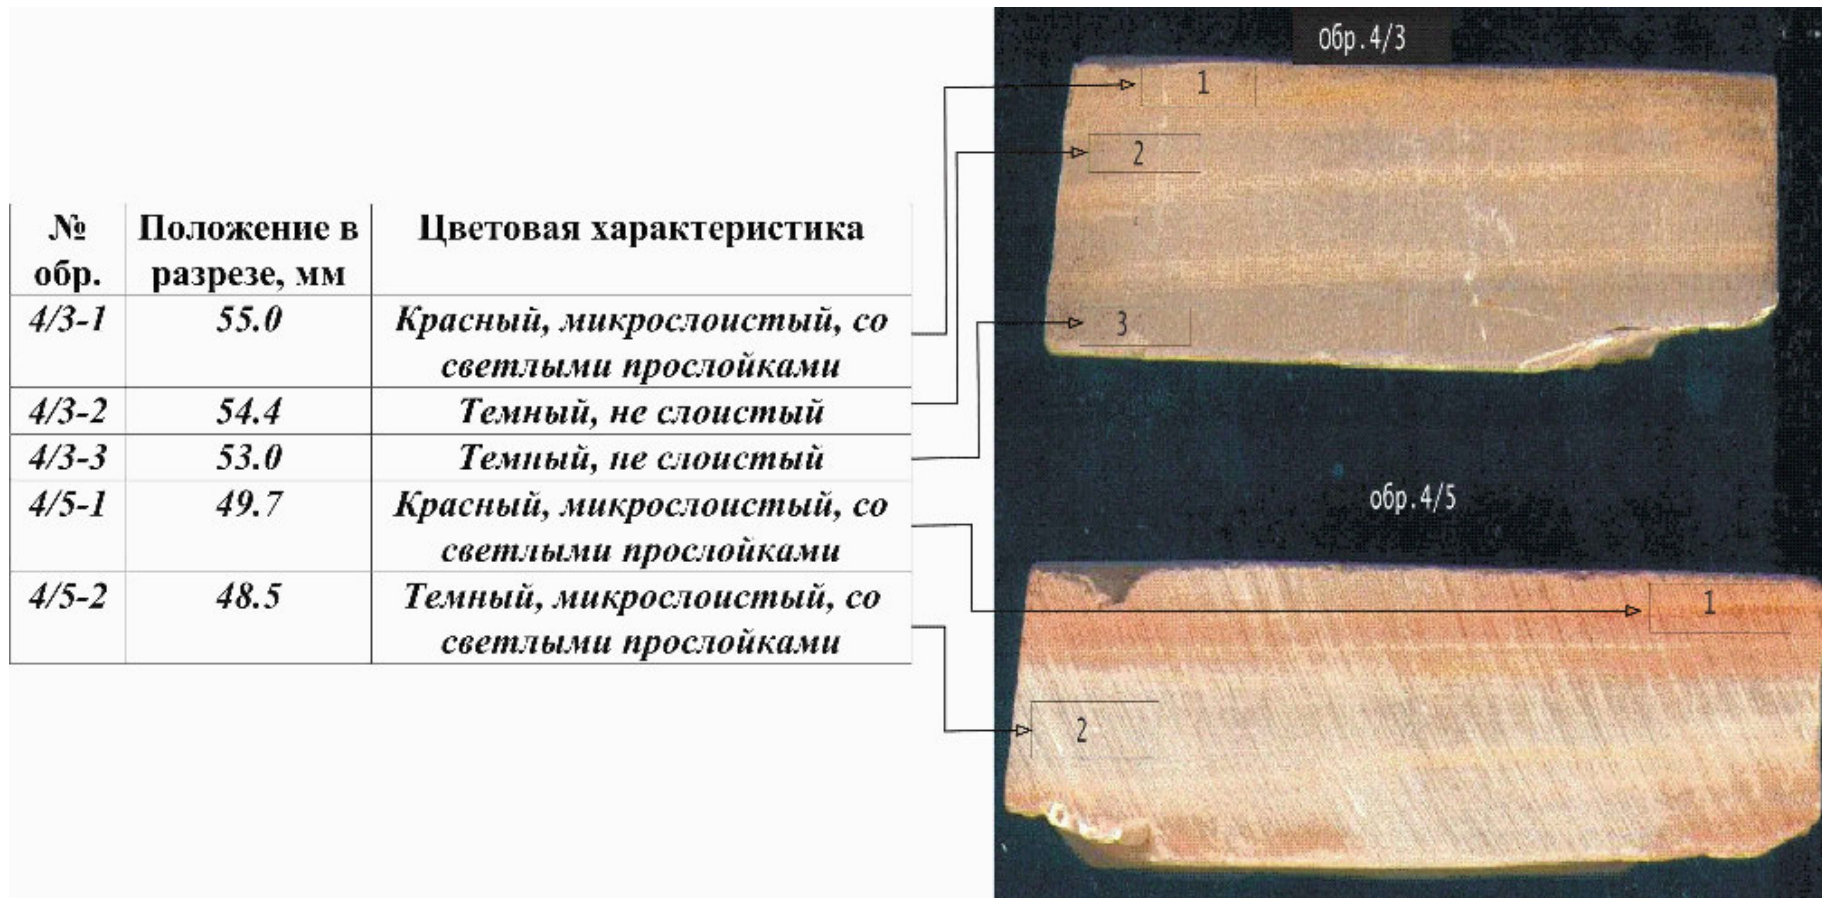 № обр. Положение в разрезе, мм Цветовая характеристика
4/3-1 55.0 Красный, микрослоистый, со
светлыми прослойками
4/3-2 54.4 Темный, не слоистый
4/3-3 53.0 Темный, не слоистый
4/5-1 49.7 Красный, микрослоистый, со
светлыми прослойками
4/5-2 48.5 Темный, микрослоистый, со
светлыми прослойками
обр.4/3
1
2
3
обр.4/5
1
2